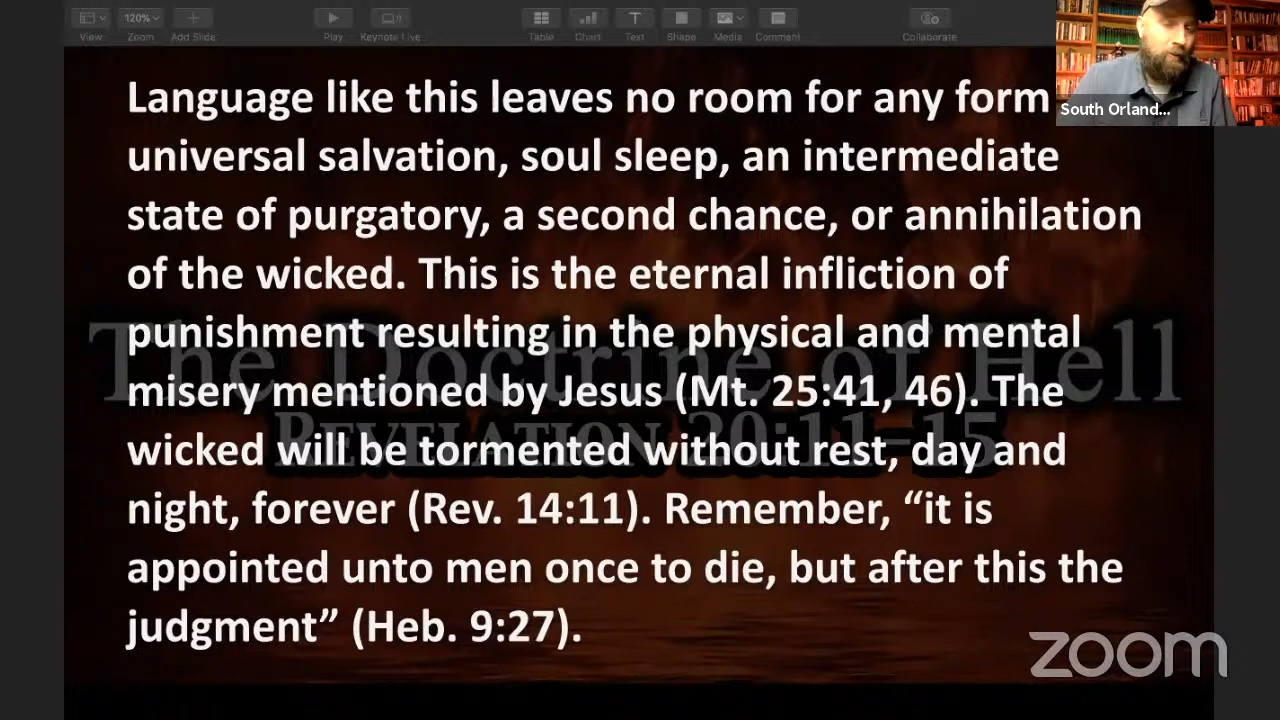 120%
View Zoom Add Slide Play Keynote Live Table Chart Text Shape Media Comment Collaborate
Language like this leaves no room for any form
universal salvation, soul sleep, an intermediate
state of purgatory, a second chance, or annihilation
of the wicked. This is the eternal infliction of
punishment resulting in the physical and mental
misery mentioned by Jesus (Mt. 25:41, 46). The
wicked will be tormented without rest, day and
night, forever (Rev. 14:11). Remember, “it is
appointed unto men once to die, but after this the
judgment” (Heb. 9:27).
The Doctrine of Hell
Revelation 20:11–15
South Orland...
zoom